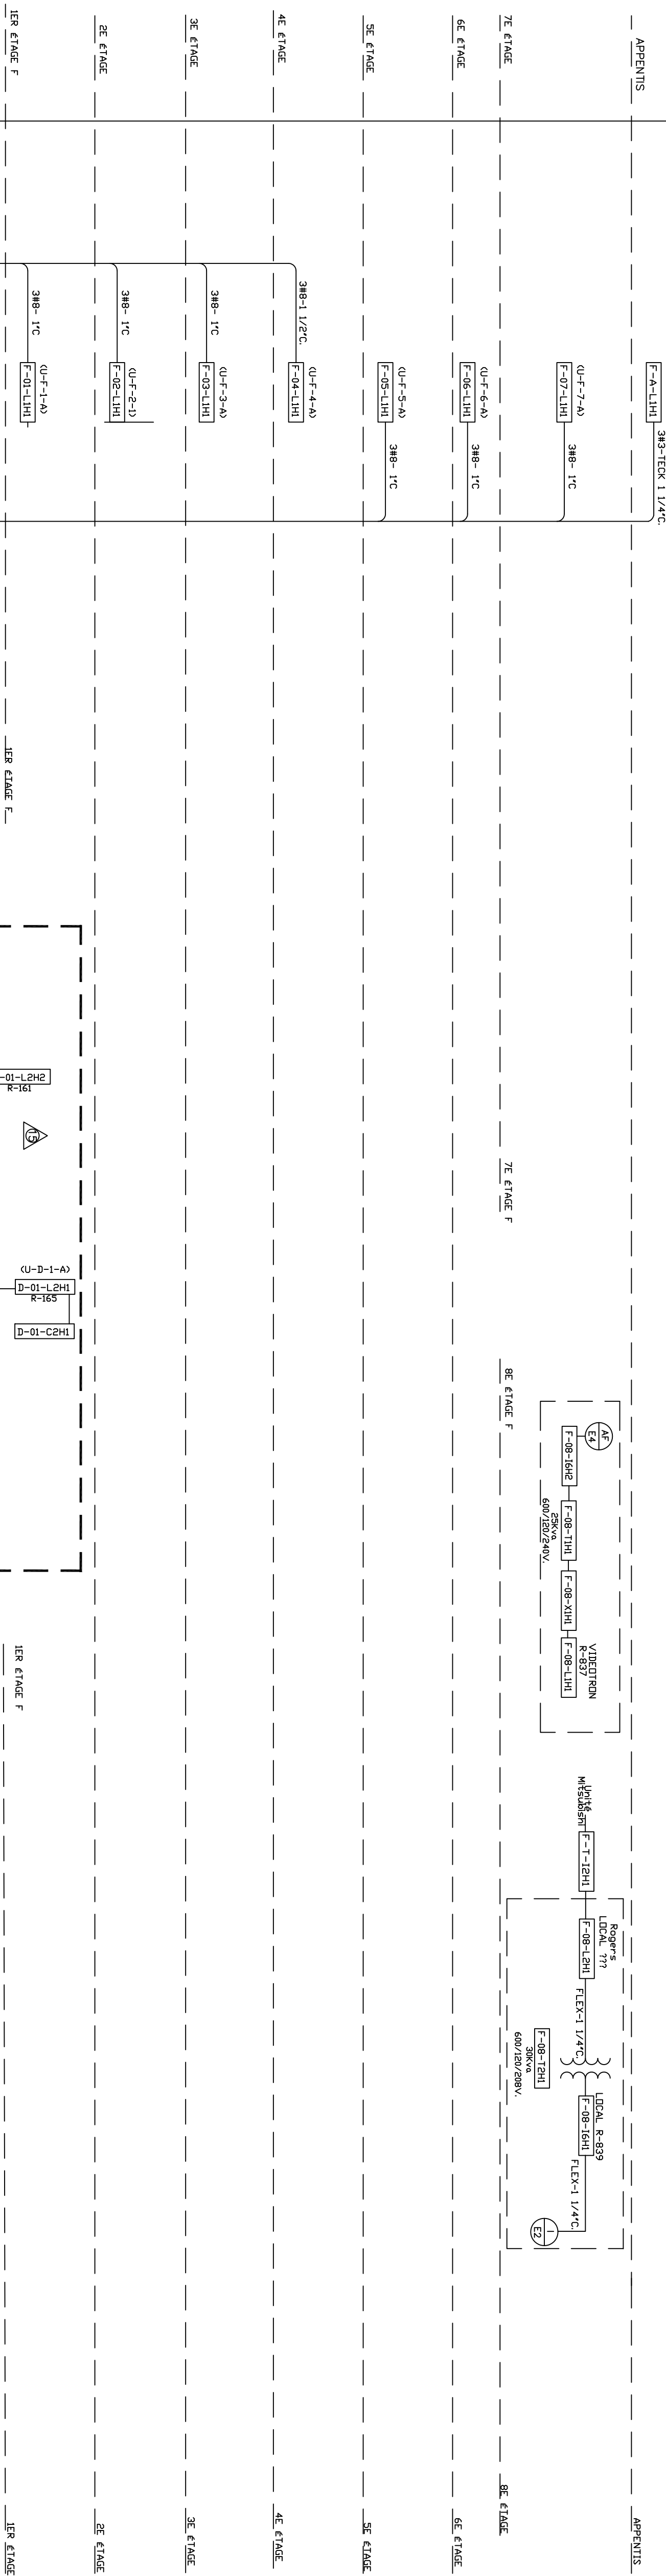 APPENTIS
7E ÉTAGE
6E ÉTAGE
5E ÉTAGE
4E ÉTAGE
3E ÉTAGE
2E ÉTAGE
1ER ÉTAGE F
F-A-L1H1
3#3-TECK 1 1/4"C.
(U-F-7-A)
F-07-L1H1
3#8- 1"C
(U-F-6-A)
F-06-L1H1
3#8- 1"C
(U-F-5-A)
F-05-L1H1
3#8- 1"C
3#8-1 1/2"C.
(U-F-4-A)
F-04-L1H1
3#8- 1"C
(U-F-3-A)
F-03-L1H1
3#8- 1"C
(U-F-2-1)
F-02-L1H1
3#8- 1"C
(U-F-1-A)
F-01-L1H1
1ER ÉTAGE F
-01-L2H2
R-161
15
(U-D-1-A)
D-01-L2H1
R-165
D-01-C2H1
7E ÉTAGE F
8E ÉTAGE F
AF
E4
F-08-I6H2
F-08-T1H1
25Kva
600/120/240V.
F-08-X1H1
VIDEOTRON
R-837
F-08-L1H1
1ER ÉTAGE F
Unité
Mitsubishi
F-T-I2H1
Rogers
LOCAL ???
F-08-L2H1
FLEX-1 1/4"C.
F-08-T2H1
30Kva
600/120/208V.
LOCAL R-839
F-08-I6H1
FLEX-1 1/4"C.
I
E2
APPENTIS
8E ÉTAGE
6E ÉTAGE
5E ÉTAGE
4E ÉTAGE
3E ÉTAGE
2E ÉTAGE
1ER ÉTAGE